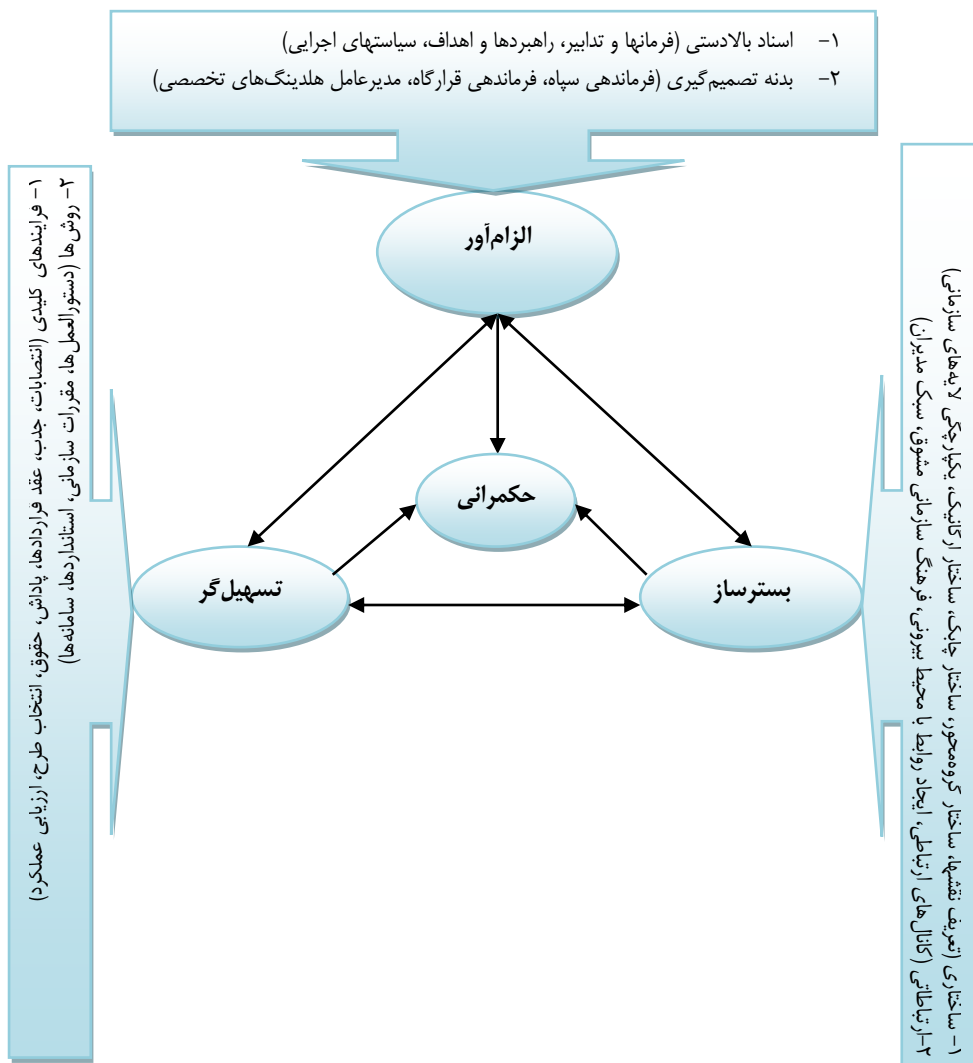 ۱- اسناد بالادستی (فرمانها و تدابیر، راهبردها و اهداف، سیاستهای اجرایی)
۲- بدنه تصمیم‌گیری (فرماندهی سپاه، فرماندهی قرارگاه، مدیرعامل هلدینگ‌های تخصصی)
الزام‌آور
حکمرانی
بسترساز
تسهیل‌گر
۱- ساختاری (تعریف نقشها، ساختار گروه‌محور، ساختار چابک، ساختار ارگانیک، یکپارچگی لایه‌های سازمانی)
۲-ارتباطاتی (کانال‌های ارتباطی، ایجاد روابط با محیط بیرونی، فرهنگ سازمانی مشوق، سبک مدیران)
۱- فرایندهای کلیدی (انتصابات، جذب، عقد قراردادها، پاداش، حقوق، انتخاب طرح، ارزیابی عملکرد)
۲- روش‌ها (دستورالعمل‌ها، مقررات سازمانی، استانداردها، سامانه‌ها)